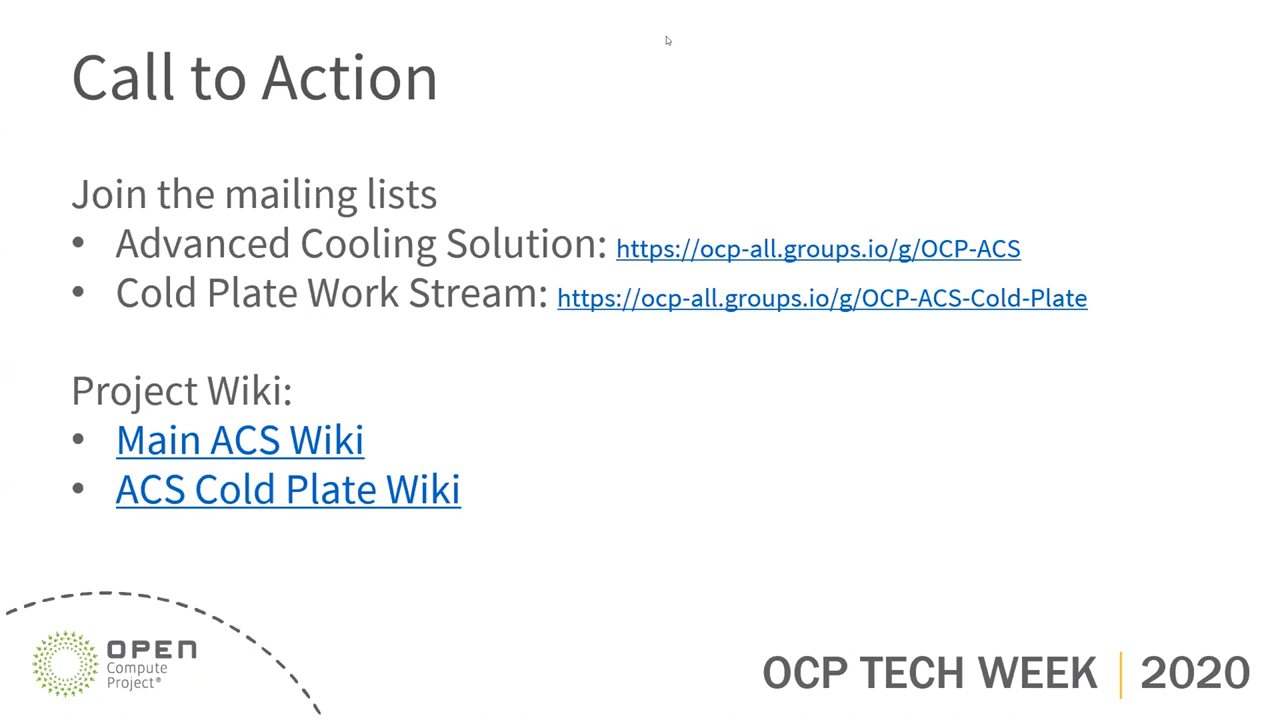 Call to Action
Join the mailing lists
• Advanced Cooling Solution: https://ocp-all.groups.io/g/OCP-ACS
• Cold Plate Work Stream: https://ocp-all.groups.io/g/OCP-ACS-Cold-Plate
Project Wiki:
• Main ACS Wiki
• ACS Cold Plate Wiki
OPEN
Compute
Project®
OCP TECH WEEK | 2020